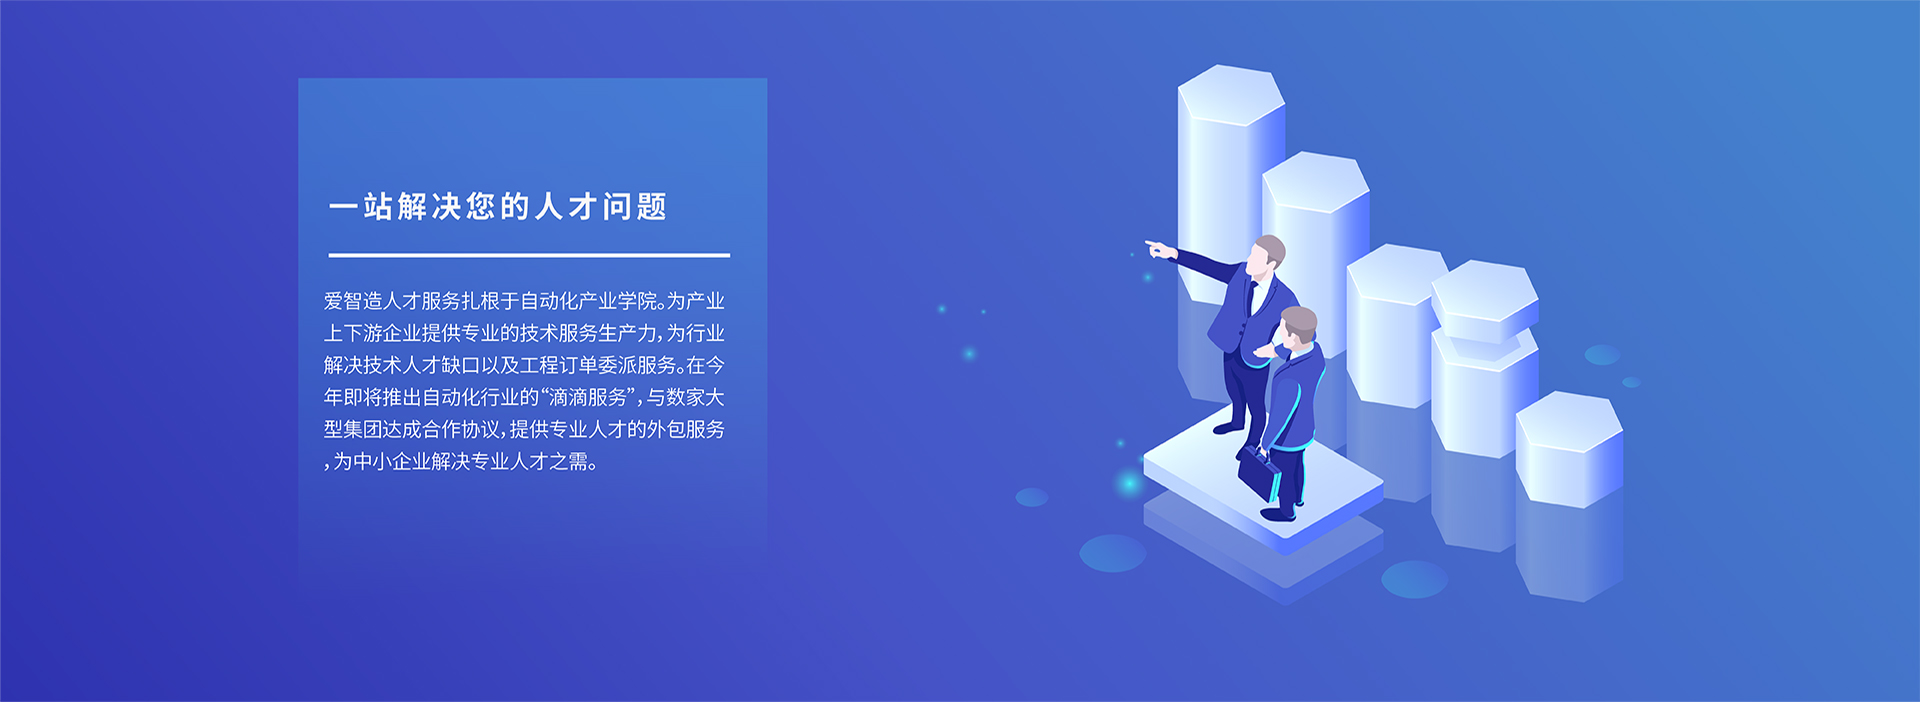 一站解决您的人才问题
爱智造人才服务扎根于自动化产业学院。为产业
上下游企业提供专业的技术服务生产力，为行业
解决技术人才缺口以及工程订单委派服务。在今
年即将推出自动化行业的“滴滴服务”，与数家大
型集团达成合作协议，提供专业人才的外包服务
，为中小企业解决专业人才之需。